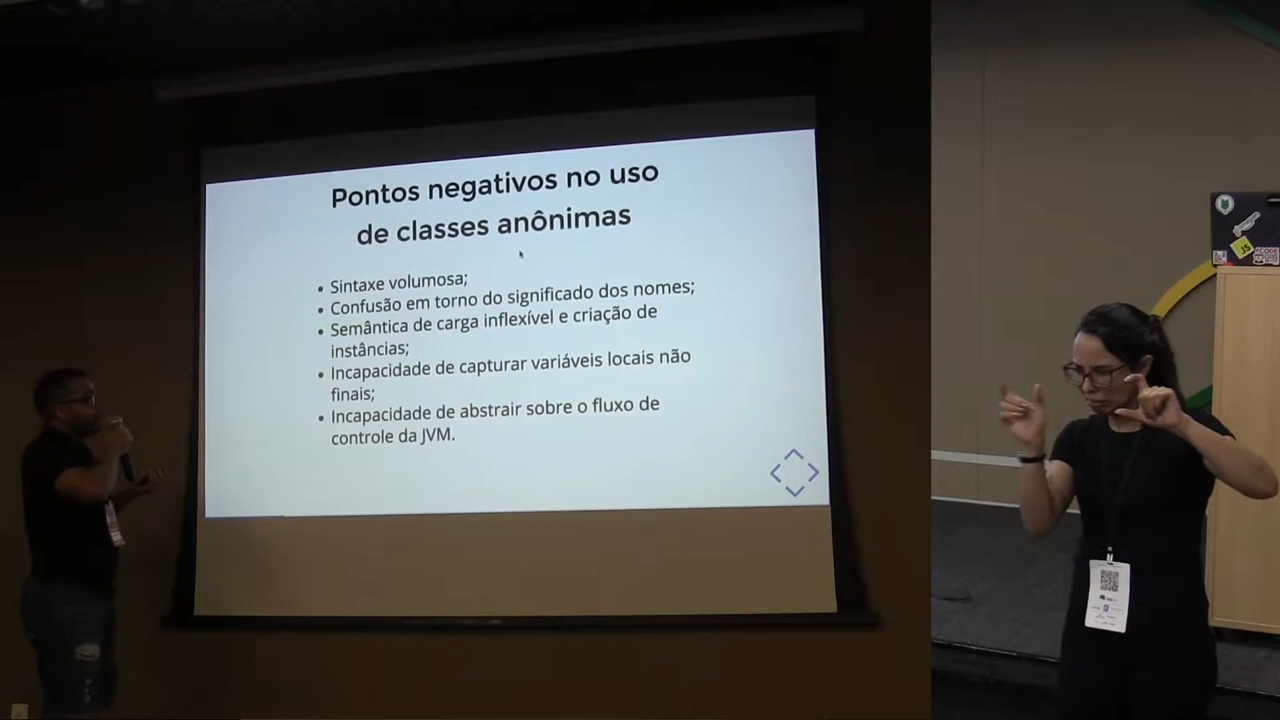 Pontos negativos no uso
de classes anônimas
• Sintaxe volumosa;
• Confusão em torno do significado dos nomes;
• Semântica de carga inflexível e criação de
instâncias;
• Incapacidade de capturar variáveis locais não
finais;
• Incapacidade de abstrair sobre o fluxo de
controle da JVM.
JS